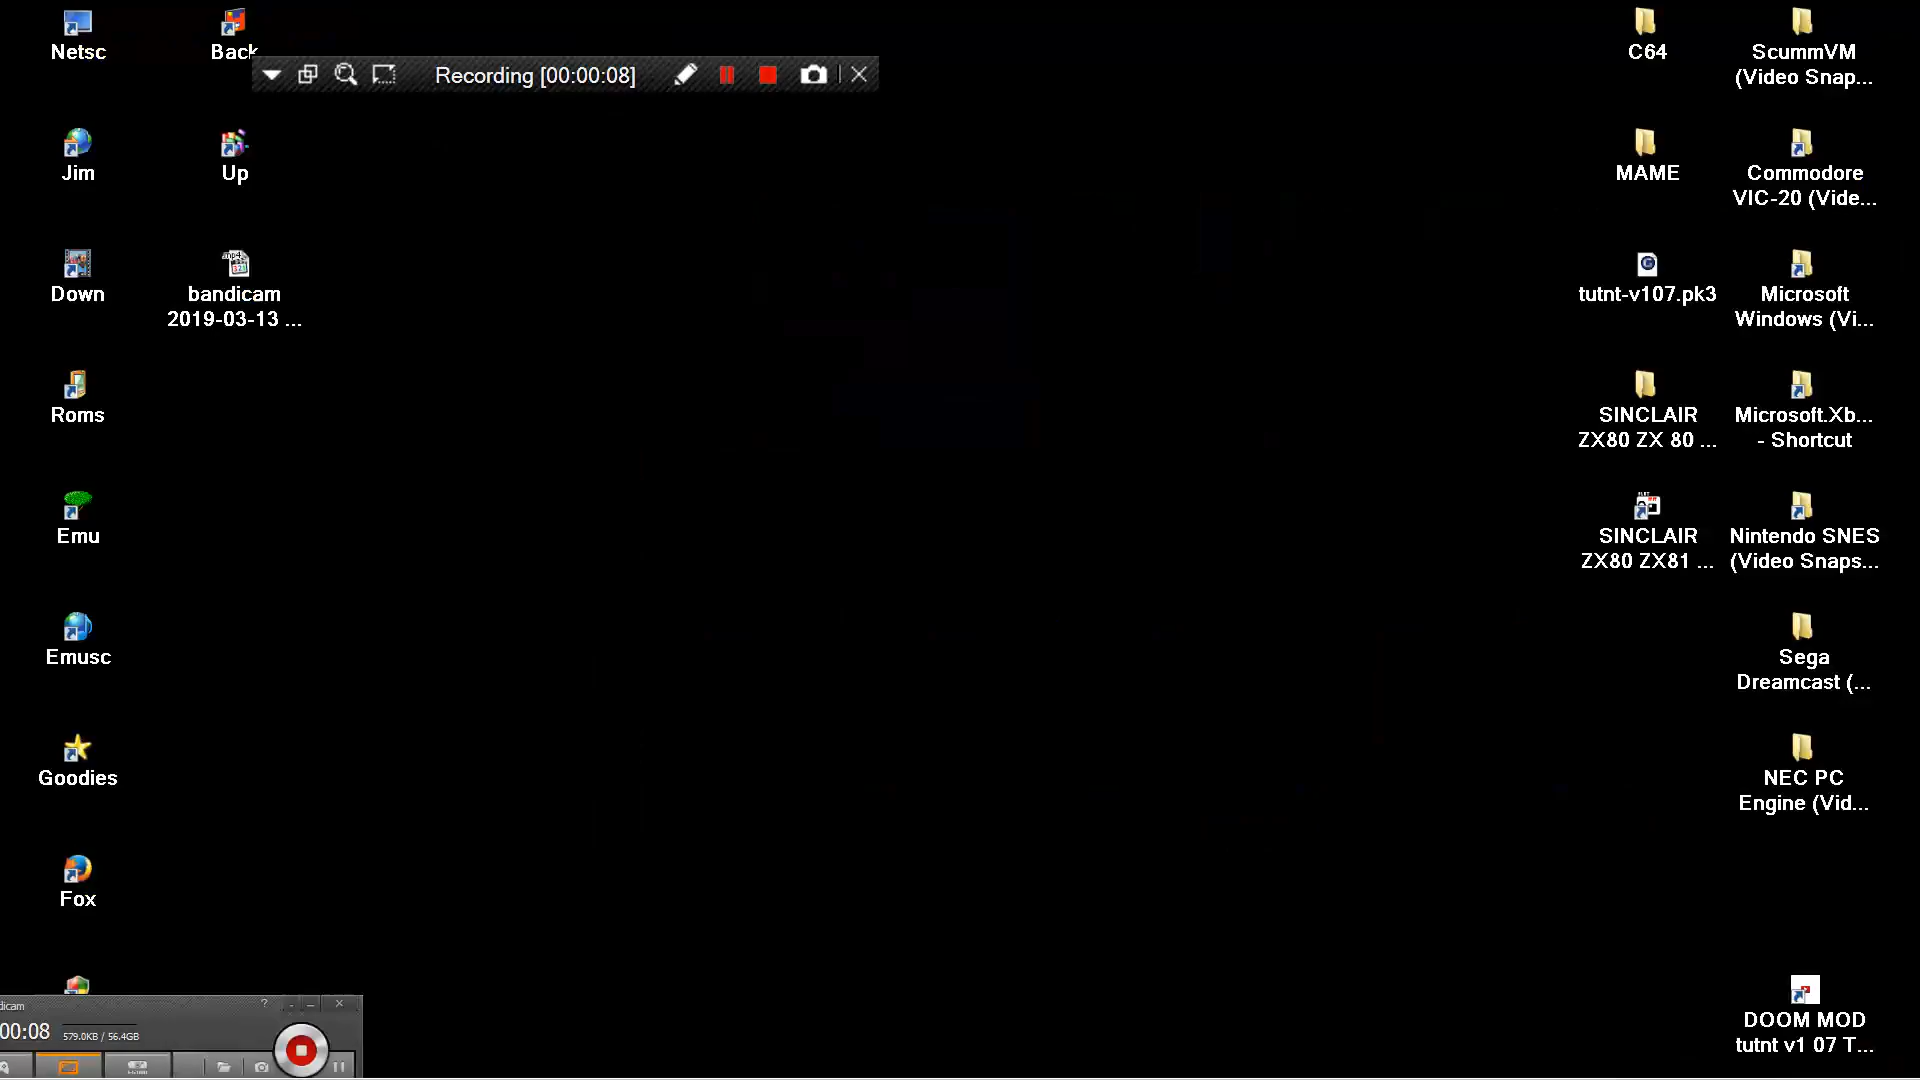 Netsc
Back
Recording [00:00:08]
C64
ScummVM
(Video Snap...
Jim
Up
MAME
Commodore
VIC-20 (Vide...
Down
bandicam
2019-03-13 ...
tutnt-v107.pk3
Microsoft
Windows (Vi...
Roms
SINCLAIR
ZX80 ZX 80 ...
Microsoft.Xb...
- Shortcut
Emu
SINCLAIR
ZX80 ZX81 ...
Nintendo SNES
(Video Snaps...
Emusc
Sega
Dreamcast (...
Goodies
NEC PC
Engine (Vid...
Fox
dicam
00:08
579.0KB / 56.4GB
DOOM MOD
tutnt v1 07 T...